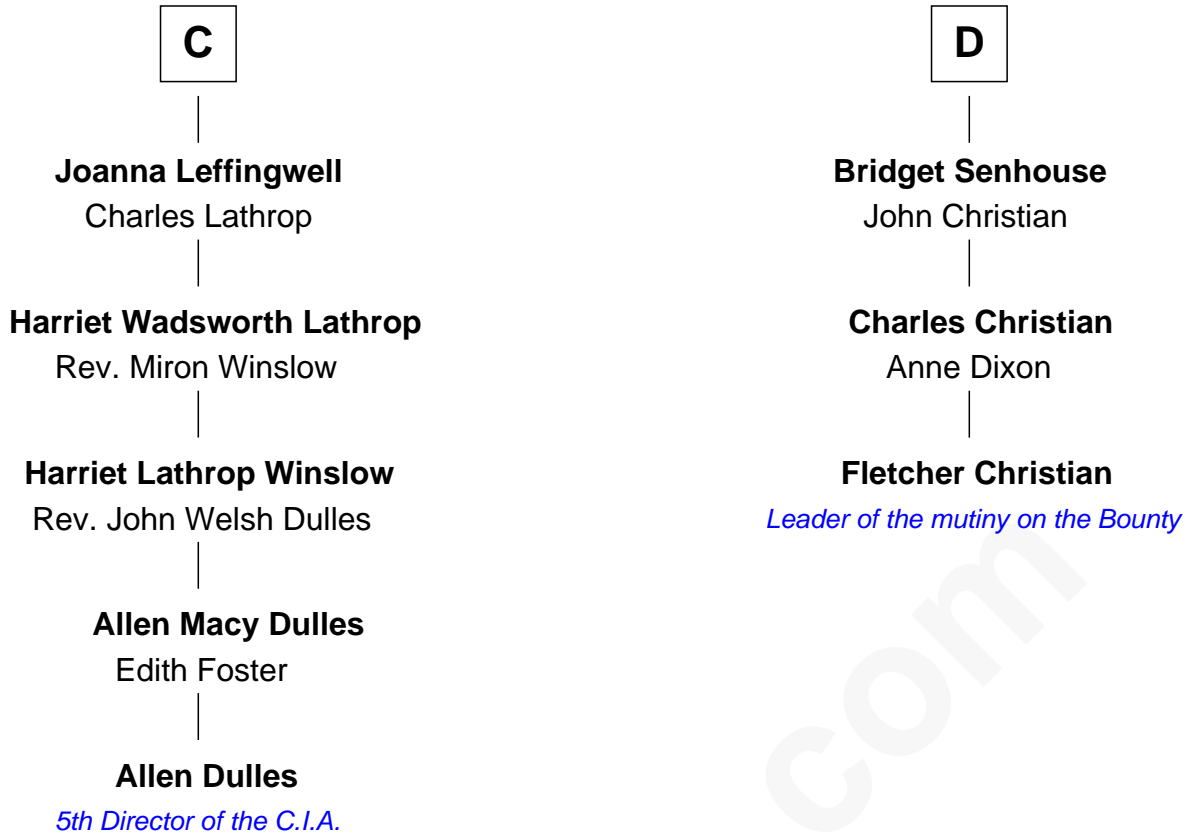 C
Joanna Leffingwell
Charles Lathrop
Harriet Wadsworth Lathrop
Rev. Miron Winslow
Harriet Lathrop Winslow
Rev. John Welsh Dulles
Allen Macy Dulles
Edith Foster
Allen Dulles
5th Director of the C.I.A.
D
Bridget Senhouse
John Christian
Charles Christian
Anne Dixon
Fletcher Christian
Leader of the mutiny on the Bounty
com